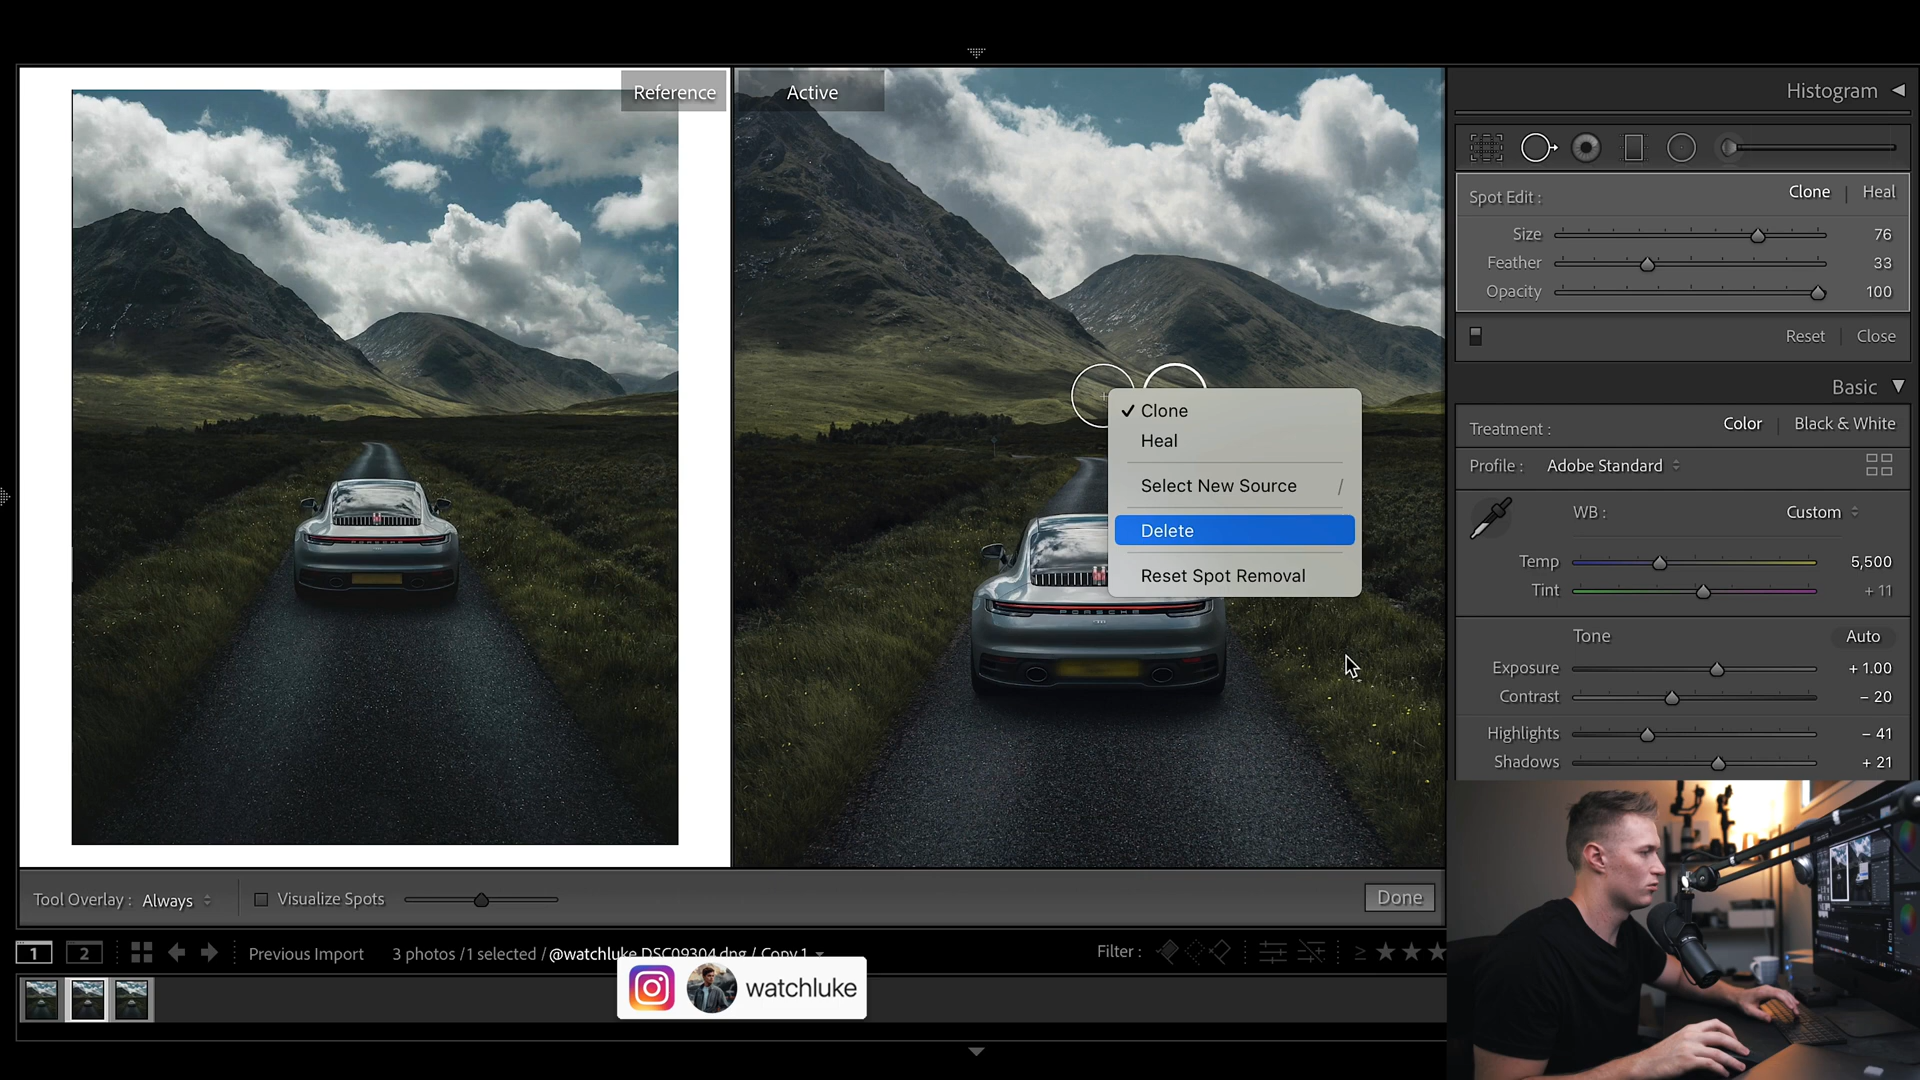 Reference
Active
Histogram
Spot Edit :
Clone
Heal
Size
76
Feather
33
Opacity
100
Reset
Close
Basic
Treatment :
Color
Black & White
Profile :
Adobe Standard
WB :
Custom
Temp
5,500
Tint
+ 11
Tone
Auto
Exposure
+ 1.00
Contrast
– 20
Highlights
– 41
Shadows
+ 21
✓ Clone
Heal
Select New Source /
Delete
Reset Spot Removal
PORSCHE
Tool Overlay : Always
Visualize Spots
Done
1
2
Previous Import
3 photos / 1 selected / @watchluke DSC09304.dng / Copy 1
Filter :
≥ ★ ★ ★
watchluke